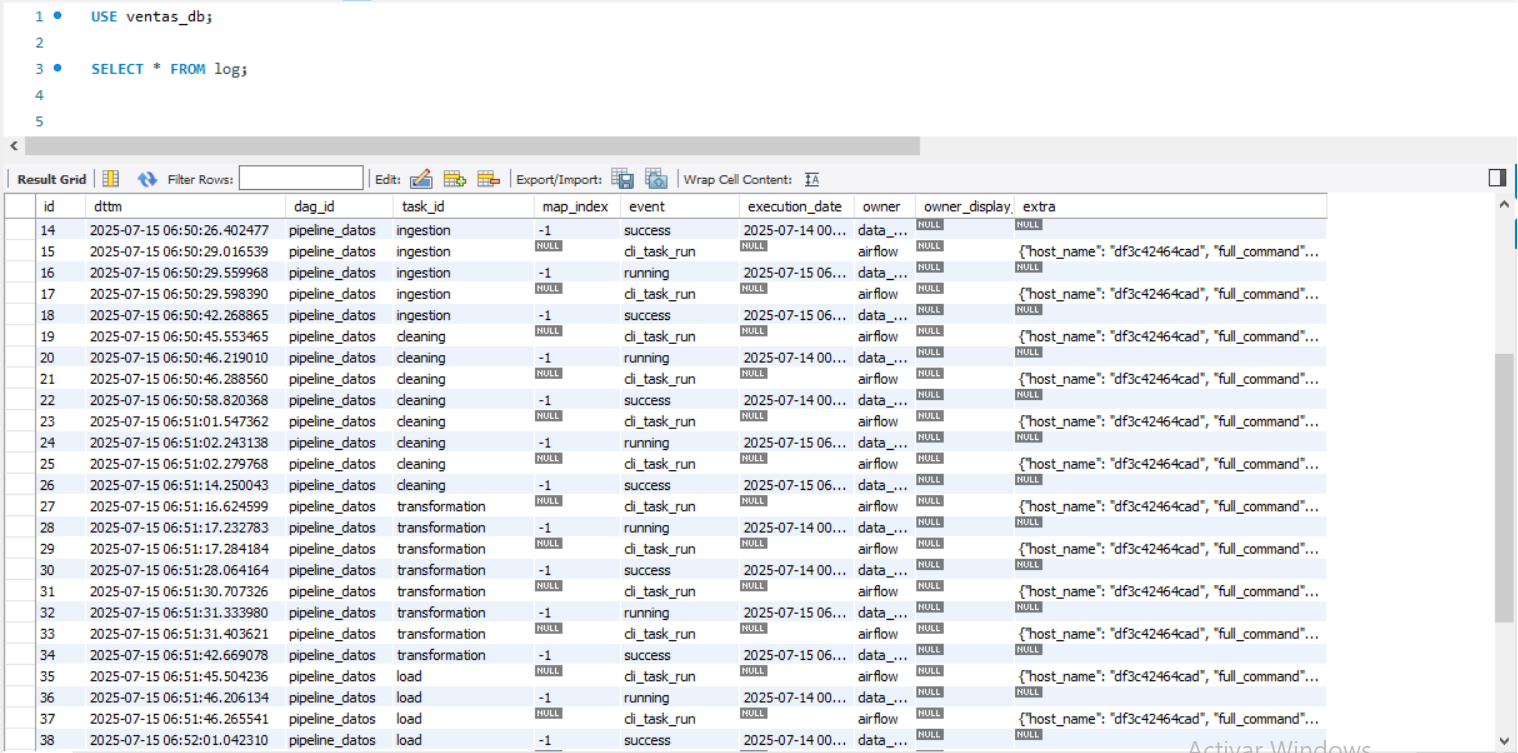 1 USE ventas_db;
2
3 SELECT * FROM log;
4
5
Result Grid Filter Rows: Edit: Export/Import: Wrap Cell Content:
id dttm dag_id task_id map_index event execution_date owner owner_display_ extra
14 2025-07-15 06:50:26.402477 pipeline_datos ingestion -1 success 2025-07-14 00... data_... NULL NULL
15 2025-07-15 06:50:29.016539 pipeline_datos ingestion NULL cli_task_run NULL airflow NULL {"host_name": "df3c42464cad", "full_command"...
16 2025-07-15 06:50:29.559968 pipeline_datos ingestion -1 running 2025-07-15 06... data_... NULL NULL
17 2025-07-15 06:50:29.598390 pipeline_datos ingestion NULL cli_task_run NULL airflow NULL {"host_name": "df3c42464cad", "full_command"...
18 2025-07-15 06:50:42.268865 pipeline_datos ingestion -1 success 2025-07-15 06... data_... NULL NULL
19 2025-07-15 06:50:45.553465 pipeline_datos cleaning NULL cli_task_run NULL airflow NULL {"host_name": "df3c42464cad", "full_command"...
20 2025-07-15 06:50:46.219010 pipeline_datos cleaning -1 running 2025-07-14 00... data_... NULL NULL
21 2025-07-15 06:50:46.288560 pipeline_datos cleaning NULL cli_task_run NULL airflow NULL {"host_name": "df3c42464cad", "full_command"...
22 2025-07-15 06:50:58.820368 pipeline_datos cleaning -1 success 2025-07-14 00... data_... NULL NULL
23 2025-07-15 06:51:01.547362 pipeline_datos cleaning NULL cli_task_run NULL airflow NULL {"host_name": "df3c42464cad", "full_command"...
24 2025-07-15 06:51:02.243138 pipeline_datos cleaning -1 running 2025-07-15 06... data_... NULL NULL
25 2025-07-15 06:51:02.279768 pipeline_datos cleaning NULL cli_task_run NULL airflow NULL {"host_name": "df3c42464cad", "full_command"...
26 2025-07-15 06:51:14.250043 pipeline_datos cleaning -1 success 2025-07-15 06... data_... NULL NULL
27 2025-07-15 06:51:16.624599 pipeline_datos transformation NULL cli_task_run NULL airflow NULL {"host_name": "df3c42464cad", "full_command"...
28 2025-07-15 06:51:17.232783 pipeline_datos transformation -1 running 2025-07-14 00... data_... NULL NULL
29 2025-07-15 06:51:17.284184 pipeline_datos transformation NULL cli_task_run NULL airflow NULL {"host_name": "df3c42464cad", "full_command"...
30 2025-07-15 06:51:28.064164 pipeline_datos transformation -1 success 2025-07-14 00... data_... NULL NULL
31 2025-07-15 06:51:30.707326 pipeline_datos transformation NULL cli_task_run NULL airflow NULL {"host_name": "df3c42464cad", "full_command"...
32 2025-07-15 06:51:31.333980 pipeline_datos transformation -1 running 2025-07-15 06... data_... NULL NULL
33 2025-07-15 06:51:31.403621 pipeline_datos transformation NULL cli_task_run NULL airflow NULL {"host_name": "df3c42464cad", "full_command"...
34 2025-07-15 06:51:42.669078 pipeline_datos transformation -1 success 2025-07-15 06... data_... NULL NULL
35 2025-07-15 06:51:45.504236 pipeline_datos load NULL cli_task_run NULL airflow NULL {"host_name": "df3c42464cad", "full_command"...
36 2025-07-15 06:51:46.206134 pipeline_datos load -1 running 2025-07-14 00... data_... NULL NULL
37 2025-07-15 06:51:46.265541 pipeline_datos load NULL cli_task_run NULL airflow NULL {"host_name": "df3c42464cad", "full_command"...
38 2025-07-15 06:52:01.042310 pipeline_datos load -1 success 2025-07-14 00... data_... NULL NULL
Activar Windows